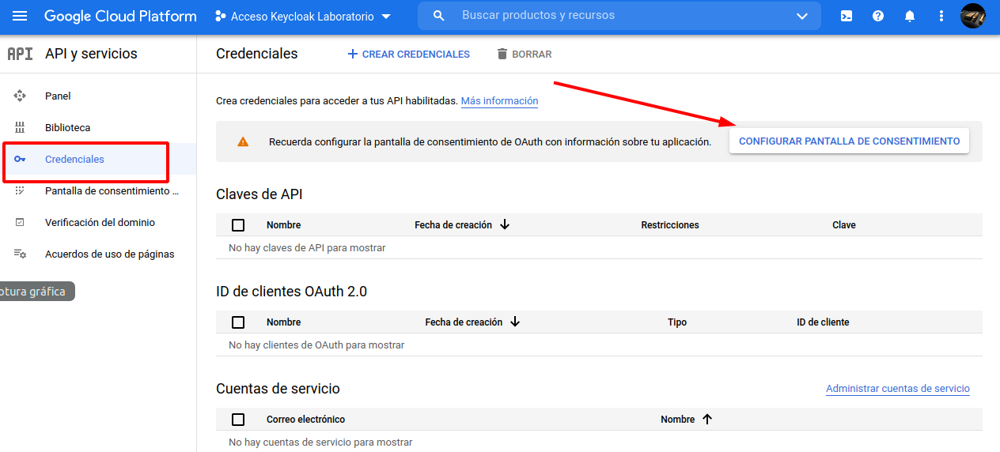 Google Cloud Platform
Acceso Keycloak Laboratorio
Buscar productos y recursos
API API y servicios
Credenciales
CREAR CREDENCIALES
BORRAR
Panel
Biblioteca
Credenciales
Pantalla de consentimiento ...
Verificación del dominio
Acuerdos de uso de páginas
ptura gráfica
Crea credenciales para acceder a tus API habilitadas. Más información
Recuerda configurar la pantalla de consentimiento de OAuth con información sobre tu aplicación.
CONFIGURAR PANTALLA DE CONSENTIMIENTO
Claves de API
Nombre Fecha de creación Restricciones Clave
No hay claves de API para mostrar
ID de clientes OAuth 2.0
Nombre Fecha de creación Tipo ID de cliente
No hay clientes de OAuth para mostrar
Cuentas de servicio
Administrar cuentas de servicio
Correo electrónico Nombre
No hay cuentas de servicio para mostrar